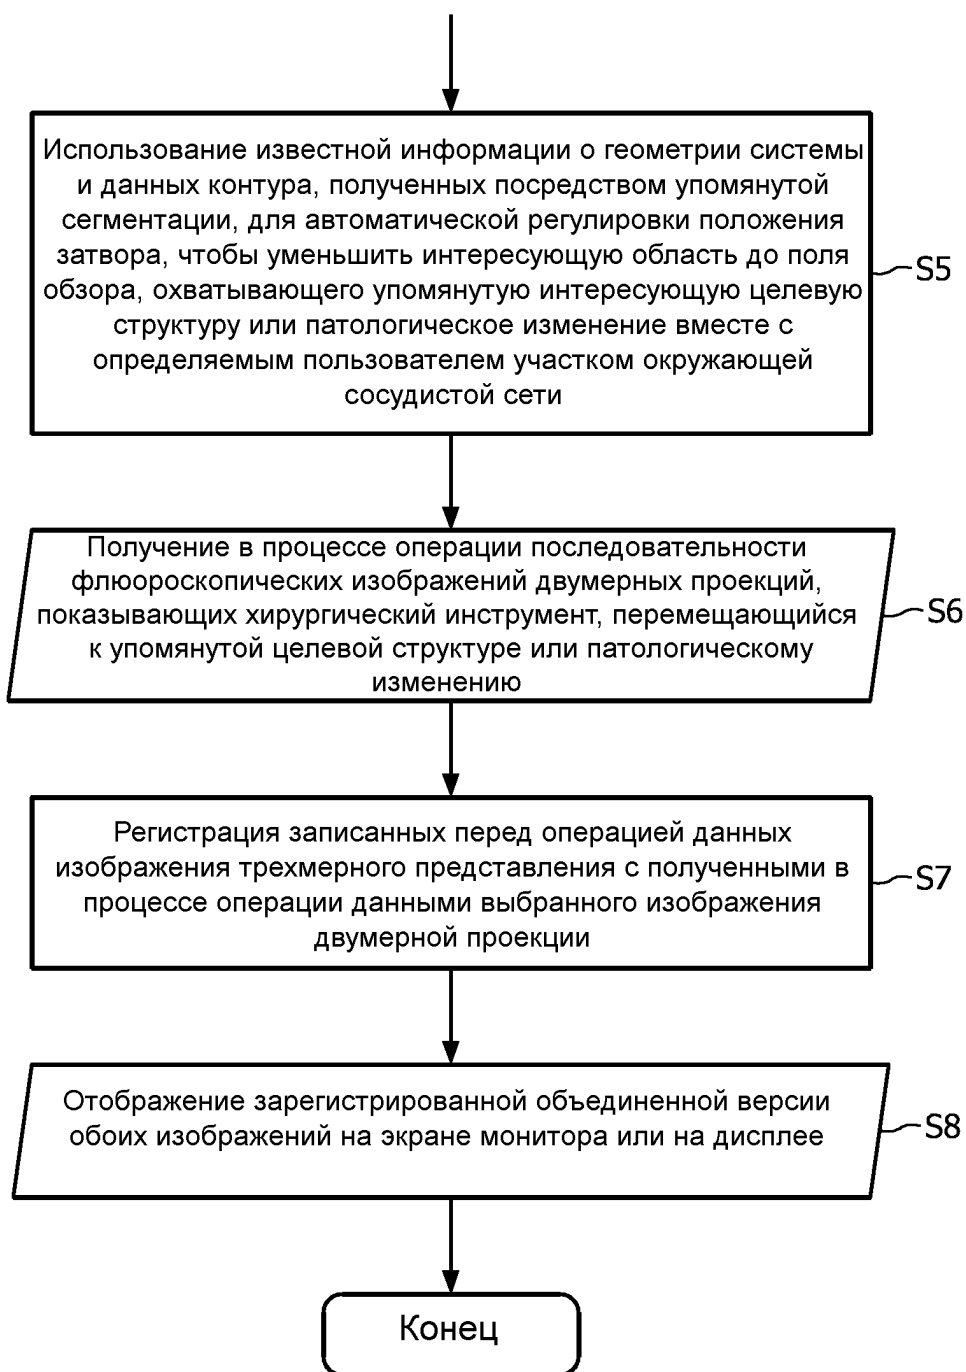 Использование известной информации о геометрии системы
и данных контура, полученных посредством упомянутой
сегментации, для автоматической регулировки положения
затвора, чтобы уменьшить интересующую область до поля
обзора, охватывающего упомянутую интересующую целевую
структуру или патологическое изменение вместе с
определяемым пользователем участком окружающей
сосудистой сети
S5
Получение в процессе операции последовательности
флюороскопических изображений двумерных проекций,
показывающих хирургический инструмент, перемещающийся
к упомянутой целевой структуре или патологическому
изменению
S6
Регистрация записанных перед операцией данных
изображения трехмерного представления с полученными в
процессе операции данными выбранного изображения
двумерной проекции
S7
Отображение зарегистрированной объединенной версии
обоих изображений на экране монитора или на дисплее
S8
Конец